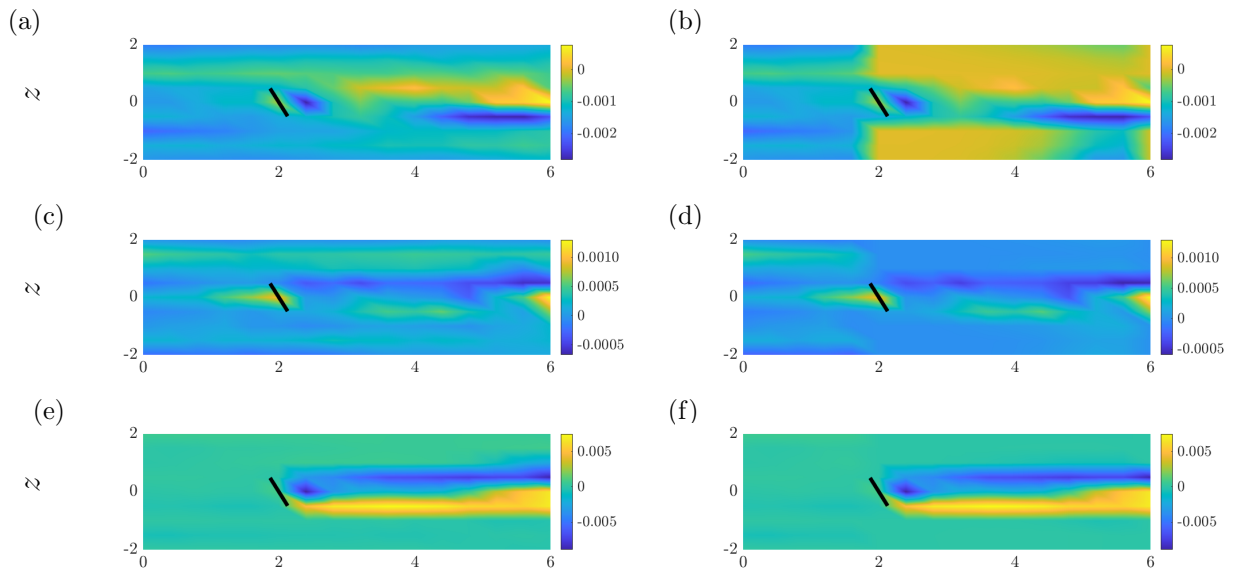 (a) (b)
2 0 2 0
z 0 -0.001 0 -0.001
-2 -0.002 -2 -0.002
0 2 4 6 0 2 4 6
(c) (d)
2 0.0010 2 0.0010
z 0 0.0005 0 0.0005
0 0
-2 -0.0005 -2 -0.0005
0 2 4 6 0 2 4 6
(e) (f)
2 0.005 2 0.005
z 0 0 0 0
-2 -0.005 -2 -0.005
0 2 4 6 0 2 4 6